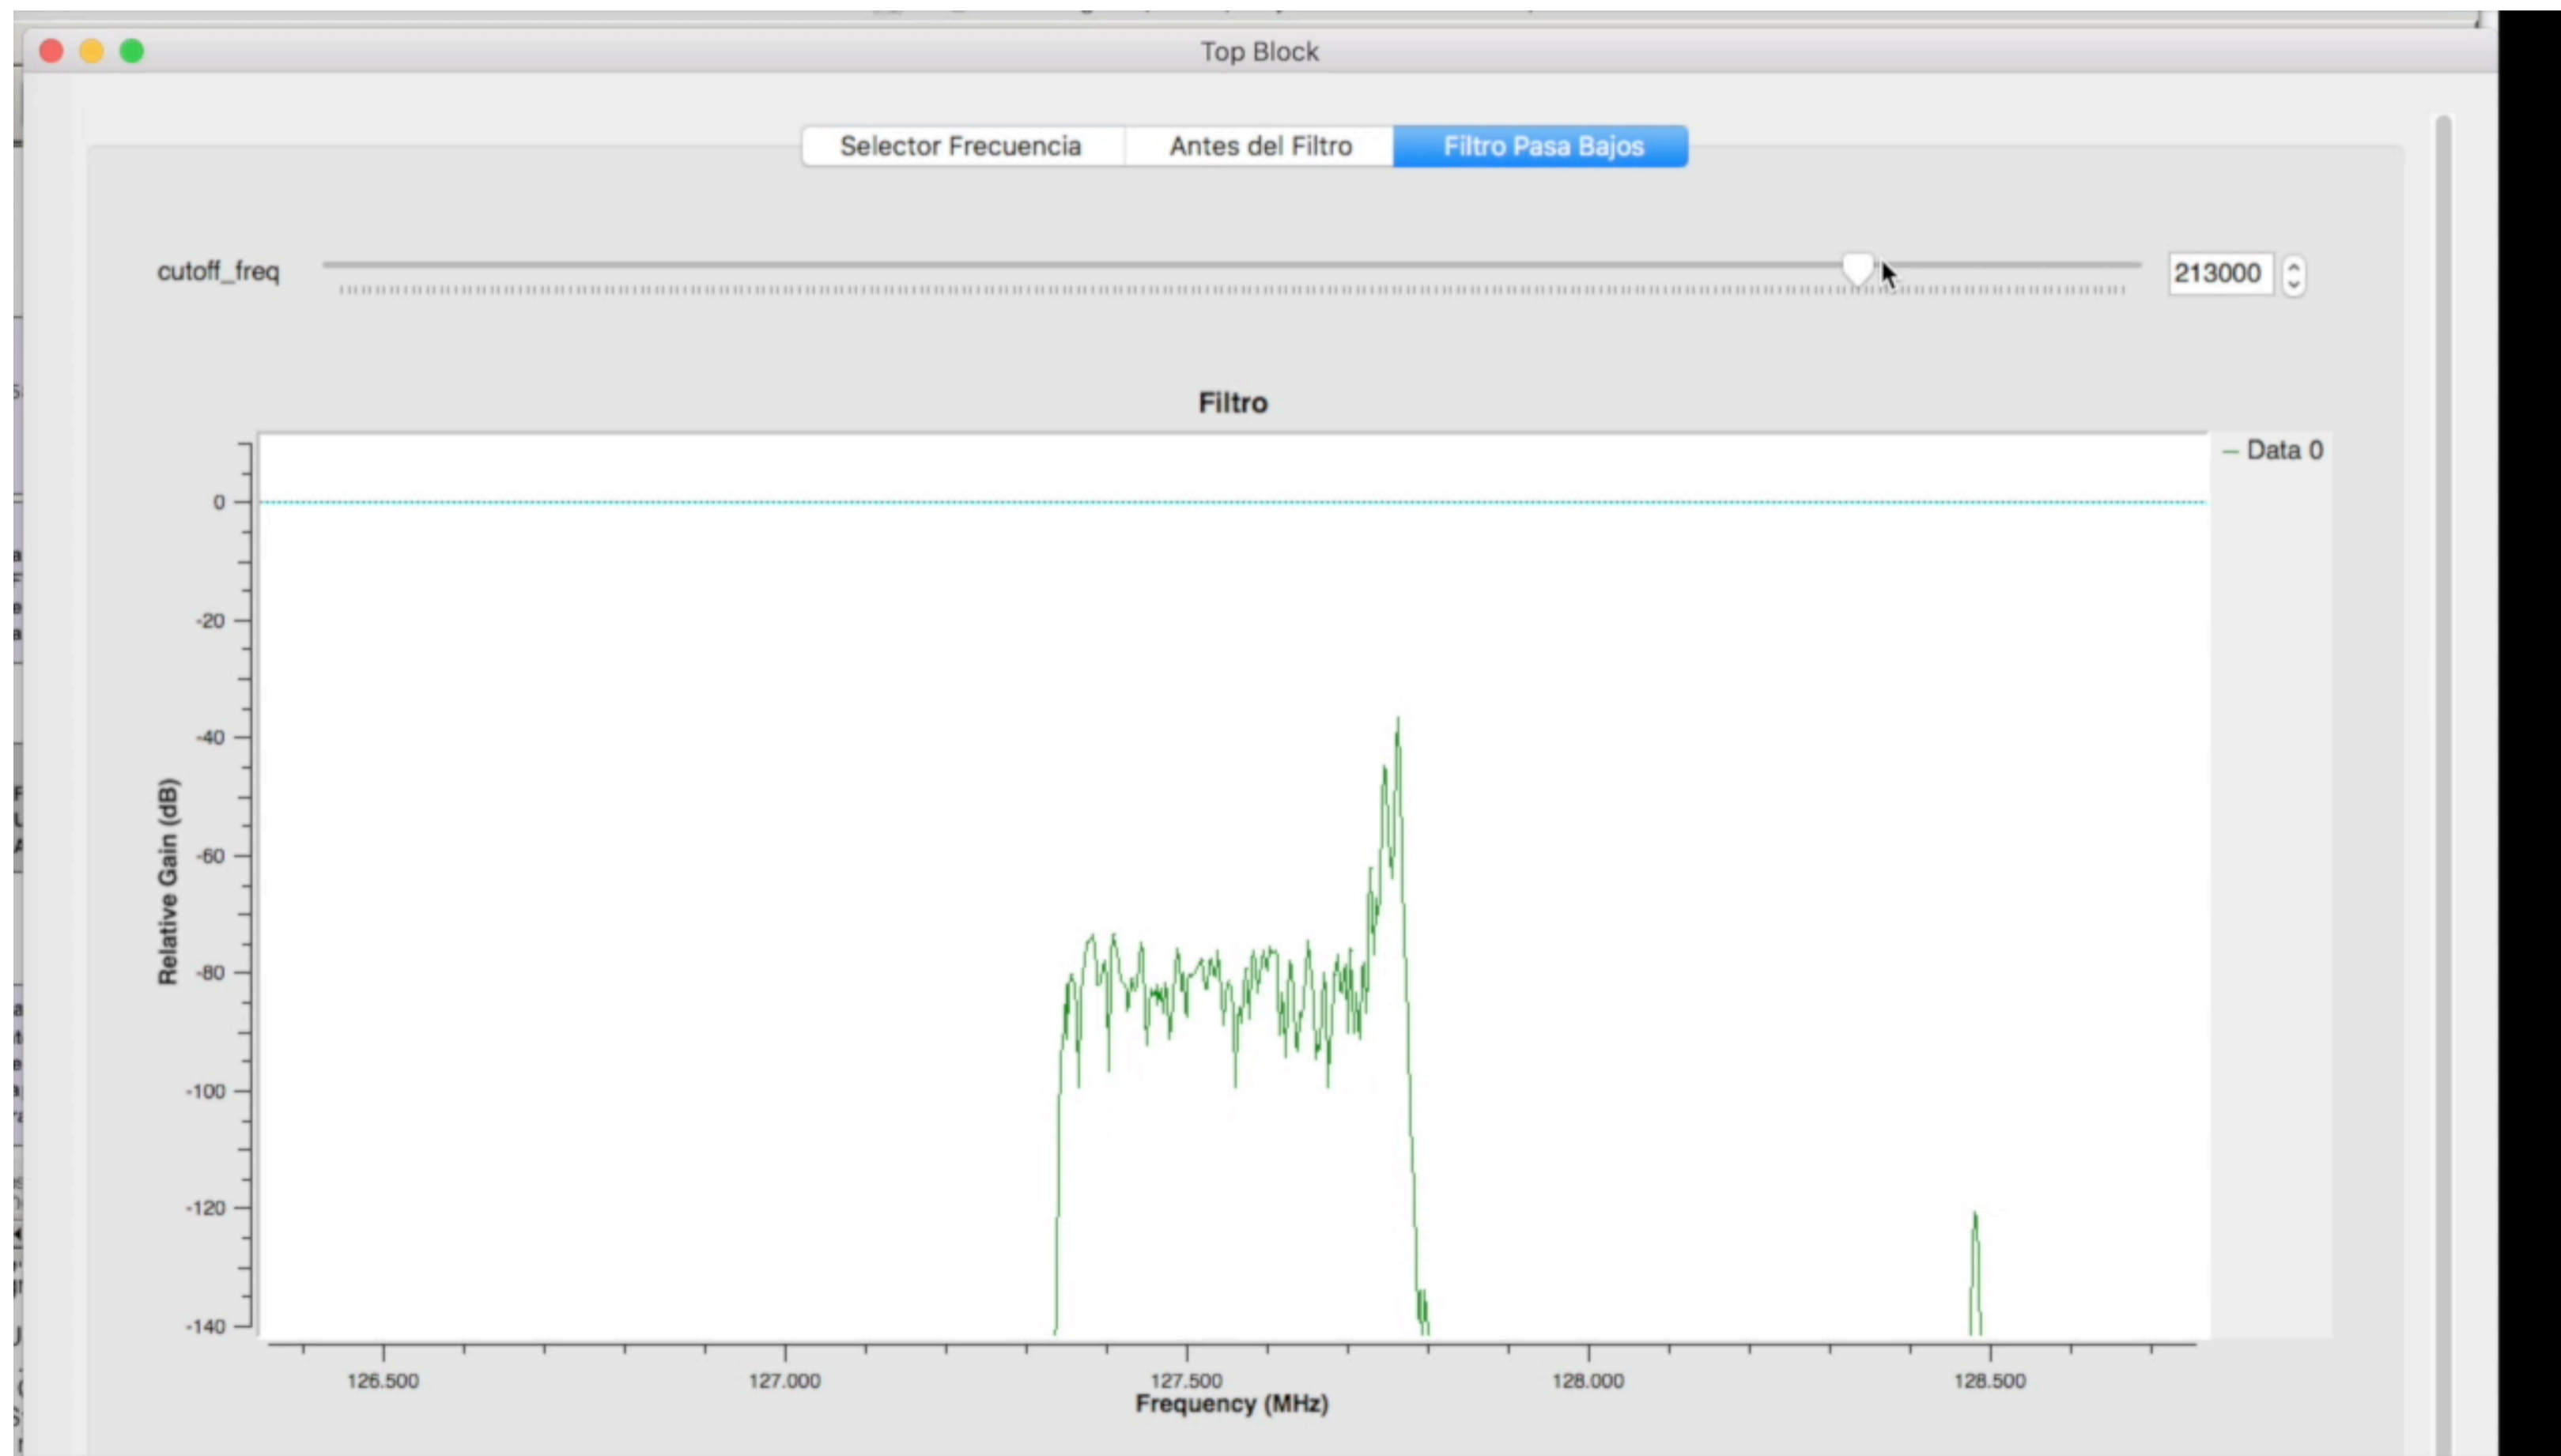 Top Block
Selector Frecuencia
Antes del Filtro
Filtro Pasa Bajos
cutoff_freq
213000
Filtro
Data 0
0
-20
-40
-60
-80
-100
-120
-140
Relative Gain (dB)
126.500
127.000
127.500
128.000
128.500
Frequency (MHz)